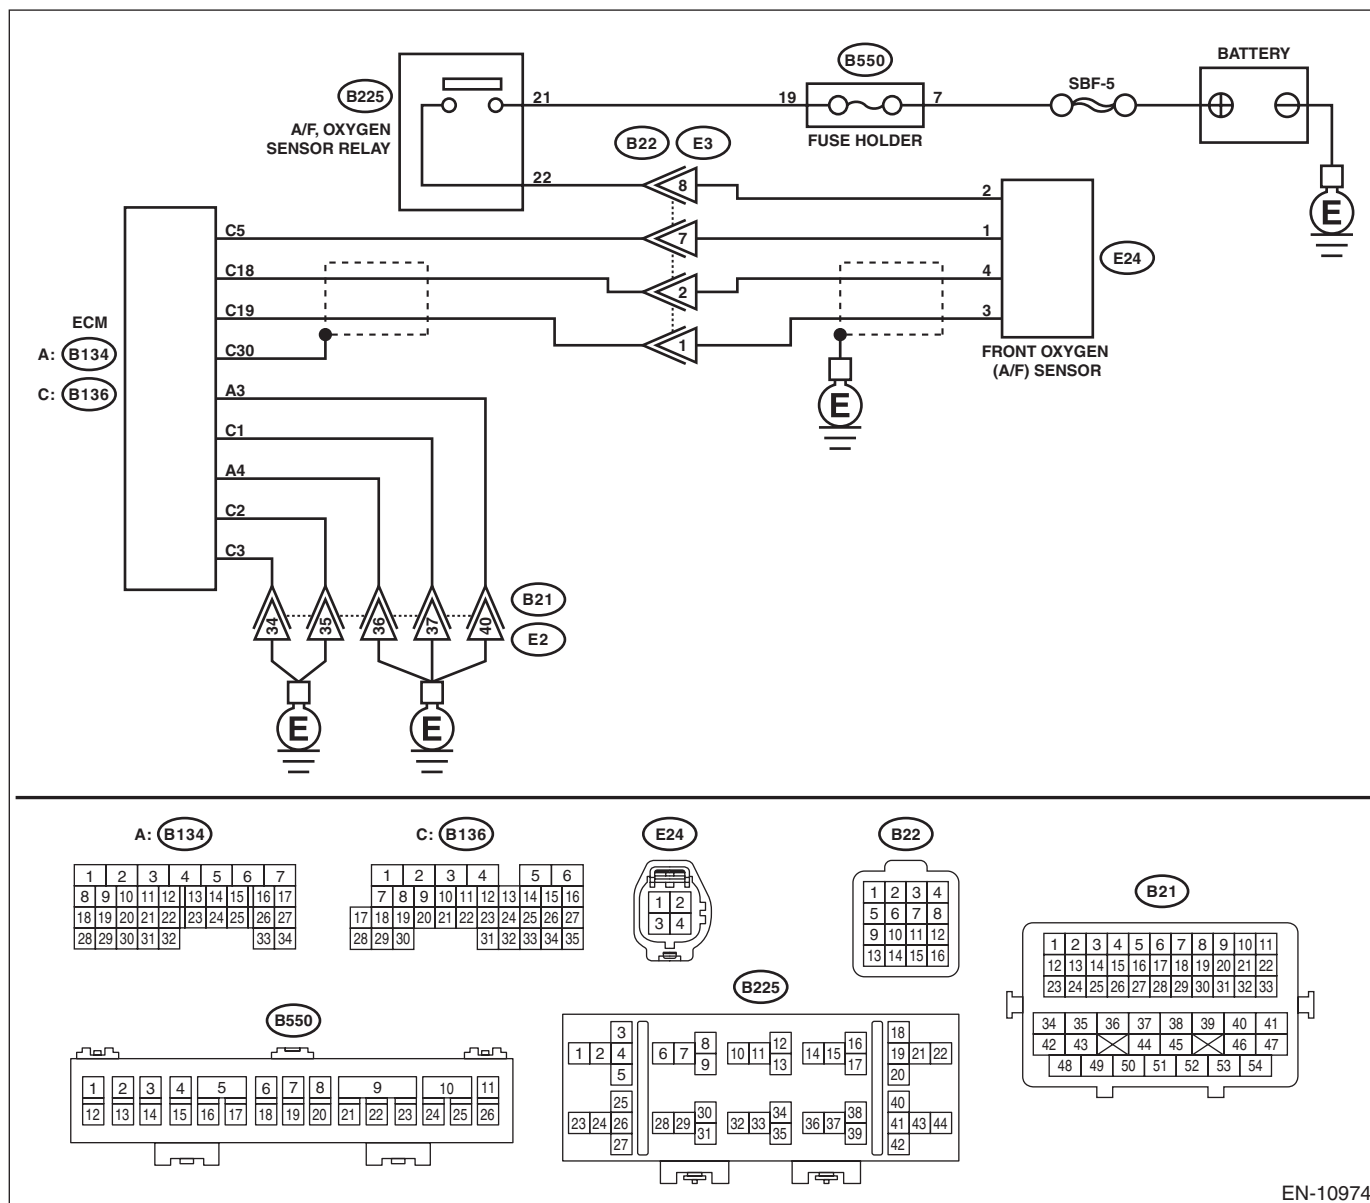 BATTERY
B550
SBF-5
B225
21
19
7
A/F, OXYGEN
SENSOR RELAY
FUSE HOLDER
B22
E3
22
8
2
E
C5
7
1
E24
C18
2
4
C19
1
3
ECM
A: B134
C30
FRONT OXYGEN
(A/F) SENSOR
C: B136
A3
E
C1
A4
C2
C3
B21
34
35
36
37
40
E2
E
E
A: B134
1 2 3 4 5 6 7
8 9 10 11 12 13 14 15 16 17
18 19 20 21 22 23 24 25 26 27
28 29 30 31 32 33 34
C: B136
1 2 3 4 5 6
7 8 9 10 11 12 13 14 15 16
17 18 19 20 21 22 23 24 25 26 27
28 29 30 31 32 33 34 35
E24
1 2
3 4
B22
1 2 3 4
5 6 7 8
9 10 11 12
13 14 15 16
B21
1 2 3 4 5 6 7 8 9 10 11
12 13 14 15 16 17 18 19 20 21 22
23 24 25 26 27 28 29 30 31 32 33
34 35 36 37 38 39 40 41
42 43 44 45 46 47
48 49 50 51 52 53 54
B550
1 2 3 4 5 6 7 8 9 10 11
12 13 14 15 16 17 18 19 20 21 22 23 24 25 26
B225
3 8 12 16 18
1 2 4 6 7 10 11 14 15 19 21 22
5 9 13 17 20
25 30 34 38 40
23 24 26 28 29 32 33 36 37 41 43 44
27 31 35 39 42
EN-10974